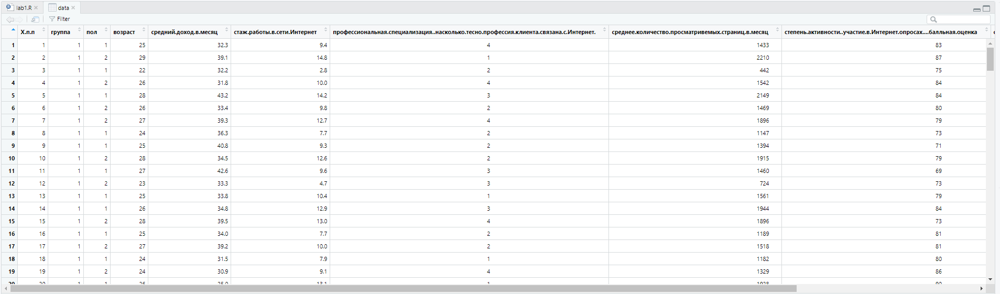 lab1.R × data ×
Filter
X.п.п группа пол возраст средний.доход.в.месяц стаж.работы.в.сети.Интернет профессиональная.специализация..насколько.тесно.профессия.клиента.связана.с.Интернет. среднее.количество.просматривемых.страниц.в.месяц степень.активности..участие.в.Интернет.опросах....балльная.оценка
1 1 1 1 25 32.3 9.4 4 1433 83
2 2 1 2 29 39.1 14.8 1 2210 87
3 3 1 1 22 32.2 2.8 2 442 75
4 4 1 2 26 31.8 10.0 4 1542 84
5 5 1 1 28 43.2 14.2 3 2149 84
6 6 1 2 26 33.4 9.8 2 1469 80
7 7 1 2 27 39.3 12.7 4 1896 79
8 8 1 1 24 36.3 7.7 2 1147 73
9 9 1 1 25 40.8 9.3 2 1394 71
10 10 1 2 28 34.5 12.6 2 1915 79
11 11 1 1 27 42.6 9.6 3 1460 69
12 12 1 2 23 33.3 4.7 3 724 73
13 13 1 1 25 33.8 10.4 1 1561 79
14 14 1 1 26 34.8 12.9 3 1944 84
15 15 1 2 28 39.5 13.0 4 1896 73
16 16 1 1 25 34.0 7.7 2 1189 81
17 17 1 2 27 39.2 10.0 2 1518 81
18 18 1 1 24 31.5 7.9 1 1182 80
19 19 1 2 24 30.9 9.1 4 1329 86
20 20 1 1 26